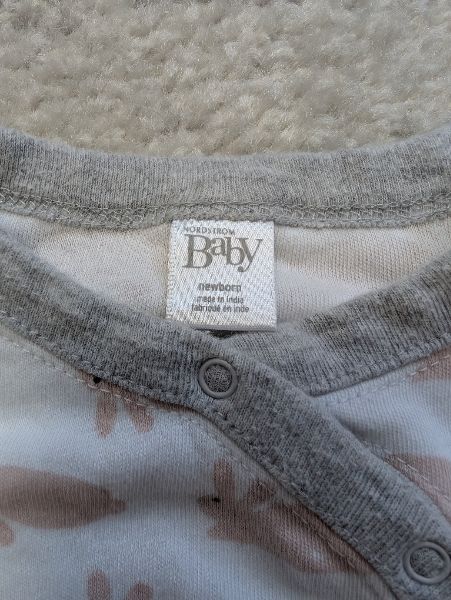 NORDSTROM
Baby
newborn
made in india
fabriqué en inde